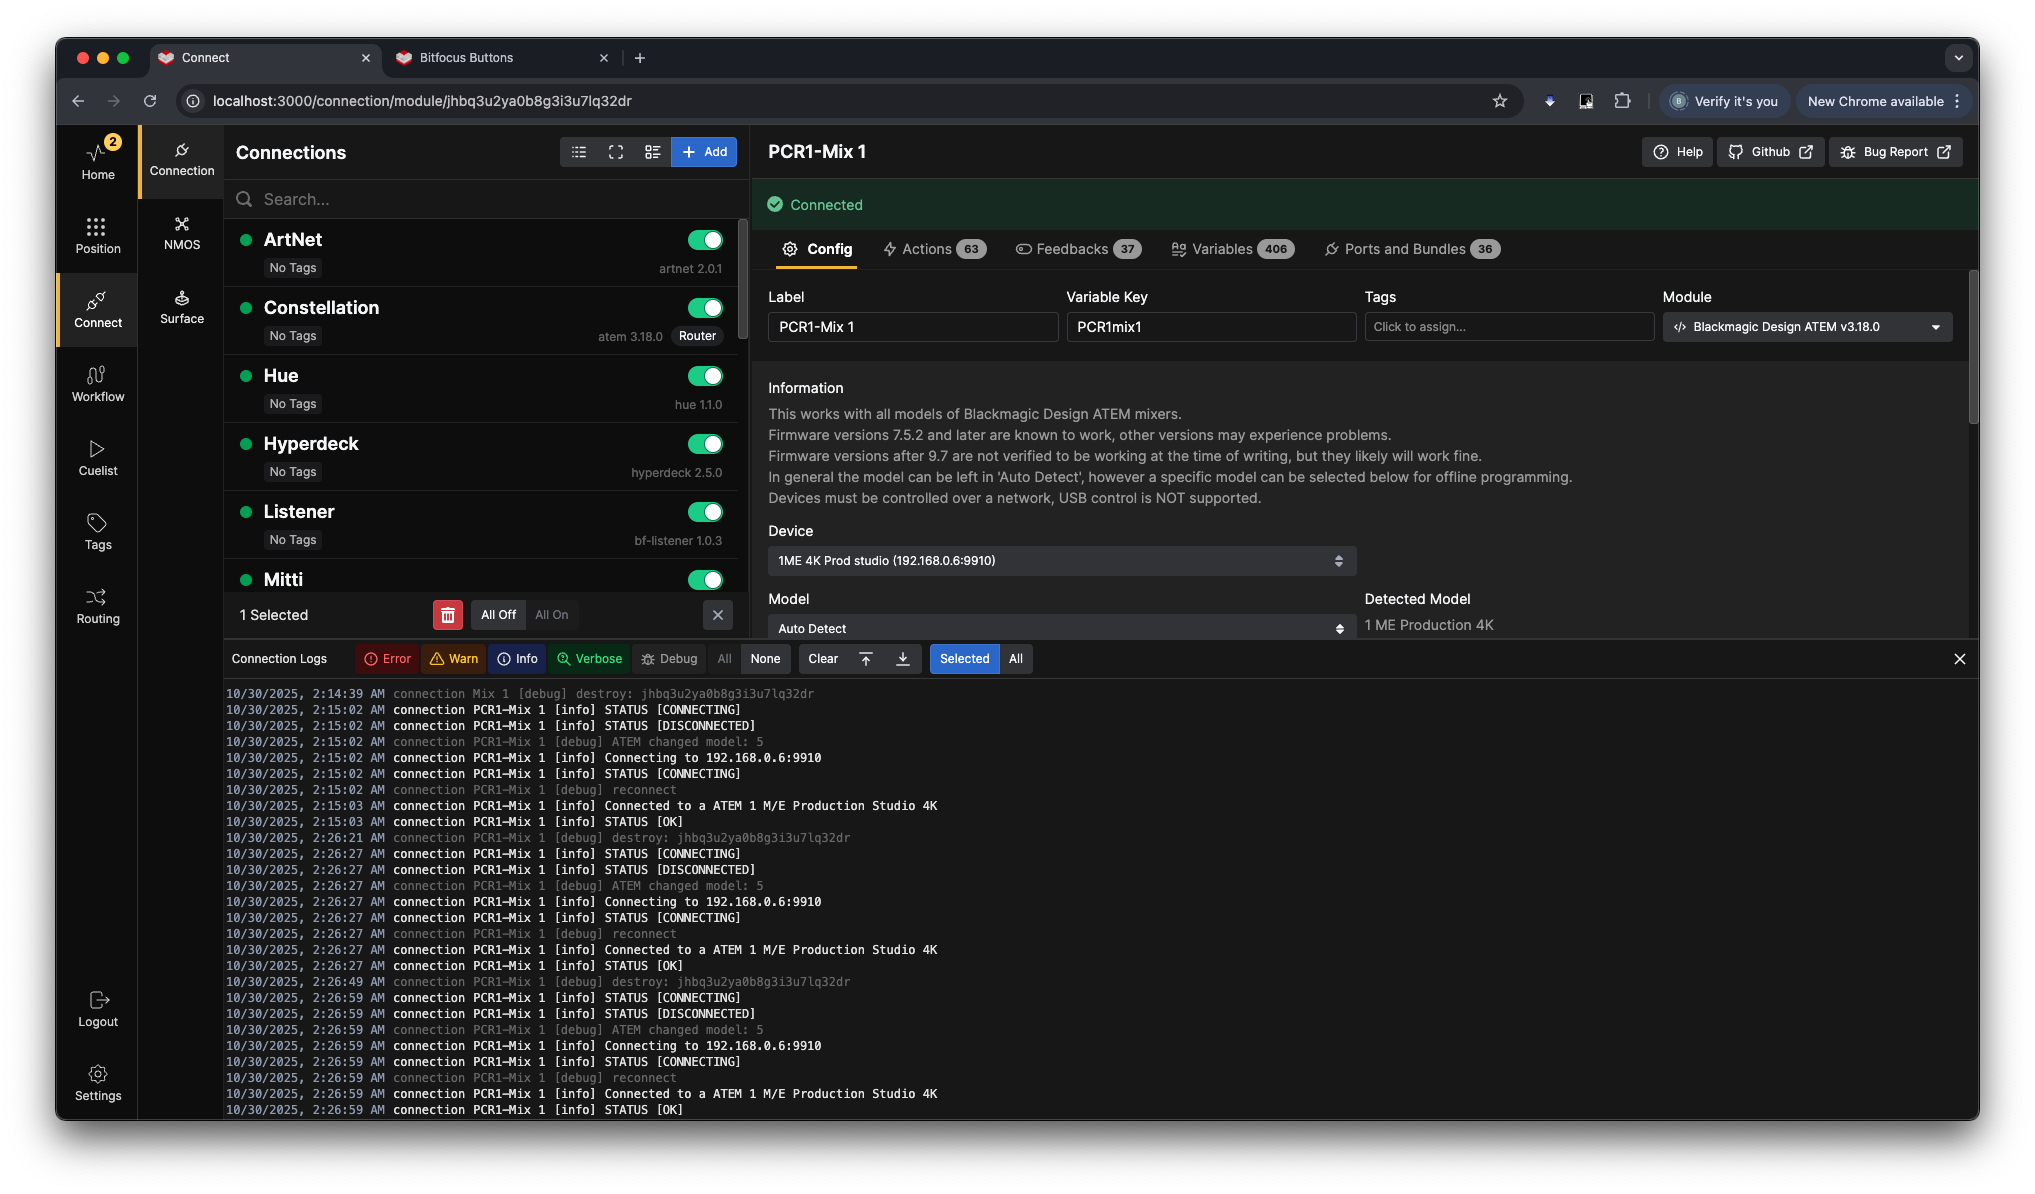 Connect
Bitfocus Buttons
localhost:3000/connection/module/jhbq3u2ya0b8g3i3u7lq32dr
B
Verify it's you
New Chrome available
2
Home
Position
Connect
Workflow
Cuelist
Tags
Routing
Logout
Settings
Connection
NMOS
Surface
Connections
Add
Search...
ArtNet
No Tags
artnet 2.0.1
Constellation
No Tags
atem 3.18.0
Router
Hue
No Tags
hue 1.1.0
Hyperdeck
No Tags
hyperdeck 2.5.0
Listener
No Tags
bf-listener 1.0.3
Mitti
1 Selected
All Off
All On
PCR1-Mix 1
Help
Github
Bug Report
Connected
Config
Actions 63
Feedbacks 37
Variables 406
Ports and Bundles 36
Label
Variable Key
Tags
Module
PCR1-Mix 1
PCR1mix1
Click to assign...
Blackmagic Design ATEM v3.18.0
Information
This works with all models of Blackmagic Design ATEM mixers.
Firmware versions 7.5.2 and later are known to work, other versions may experience problems.
Firmware versions after 9.7 are not verified to be working at the time of writing, but they likely will work fine.
In general the model can be left in 'Auto Detect', however a specific model can be selected below for offline programming.
Devices must be controlled over a network, USB control is NOT supported.
Device
1ME 4K Prod studio (192.168.0.6:9910)
Model
Detected Model
Auto Detect
1 ME Production 4K
Connection Logs
Error
Warn
Info
Verbose
Debug
All
None
Clear
Selected
All
10/30/2025, 2:14:39 AM connection Mix 1 [debug] destroy: jhbq3u2ya0b8g3i3u7lq32dr
10/30/2025, 2:15:02 AM connection PCR1-Mix 1 [info] STATUS [CONNECTING]
10/30/2025, 2:15:02 AM connection PCR1-Mix 1 [info] STATUS [DISCONNECTED]
10/30/2025, 2:15:02 AM connection PCR1-Mix 1 [debug] ATEM changed model: 5
10/30/2025, 2:15:02 AM connection PCR1-Mix 1 [info] Connecting to 192.168.0.6:9910
10/30/2025, 2:15:02 AM connection PCR1-Mix 1 [info] STATUS [CONNECTING]
10/30/2025, 2:15:02 AM connection PCR1-Mix 1 [debug] reconnect
10/30/2025, 2:15:03 AM connection PCR1-Mix 1 [info] Connected to a ATEM 1 M/E Production Studio 4K
10/30/2025, 2:15:03 AM connection PCR1-Mix 1 [info] STATUS [OK]
10/30/2025, 2:26:21 AM connection PCR1-Mix 1 [debug] destroy: jhbq3u2ya0b8g3i3u7lq32dr
10/30/2025, 2:26:27 AM connection PCR1-Mix 1 [info] STATUS [CONNECTING]
10/30/2025, 2:26:27 AM connection PCR1-Mix 1 [info] STATUS [DISCONNECTED]
10/30/2025, 2:26:27 AM connection PCR1-Mix 1 [debug] ATEM changed model: 5
10/30/2025, 2:26:27 AM connection PCR1-Mix 1 [info] Connecting to 192.168.0.6:9910
10/30/2025, 2:26:27 AM connection PCR1-Mix 1 [info] STATUS [CONNECTING]
10/30/2025, 2:26:27 AM connection PCR1-Mix 1 [debug] reconnect
10/30/2025, 2:26:27 AM connection PCR1-Mix 1 [info] Connected to a ATEM 1 M/E Production Studio 4K
10/30/2025, 2:26:27 AM connection PCR1-Mix 1 [info] STATUS [OK]
10/30/2025, 2:26:49 AM connection PCR1-Mix 1 [debug] destroy: jhbq3u2ya0b8g3i3u7lq32dr
10/30/2025, 2:26:59 AM connection PCR1-Mix 1 [info] STATUS [CONNECTING]
10/30/2025, 2:26:59 AM connection PCR1-Mix 1 [info] STATUS [DISCONNECTED]
10/30/2025, 2:26:59 AM connection PCR1-Mix 1 [debug] ATEM changed model: 5
10/30/2025, 2:26:59 AM connection PCR1-Mix 1 [info] Connecting to 192.168.0.6:9910
10/30/2025, 2:26:59 AM connection PCR1-Mix 1 [info] STATUS [CONNECTING]
10/30/2025, 2:26:59 AM connection PCR1-Mix 1 [debug] reconnect
10/30/2025, 2:26:59 AM connection PCR1-Mix 1 [info] Connected to a ATEM 1 M/E Production Studio 4K
10/30/2025, 2:26:59 AM connection PCR1-Mix 1 [info] STATUS [OK]